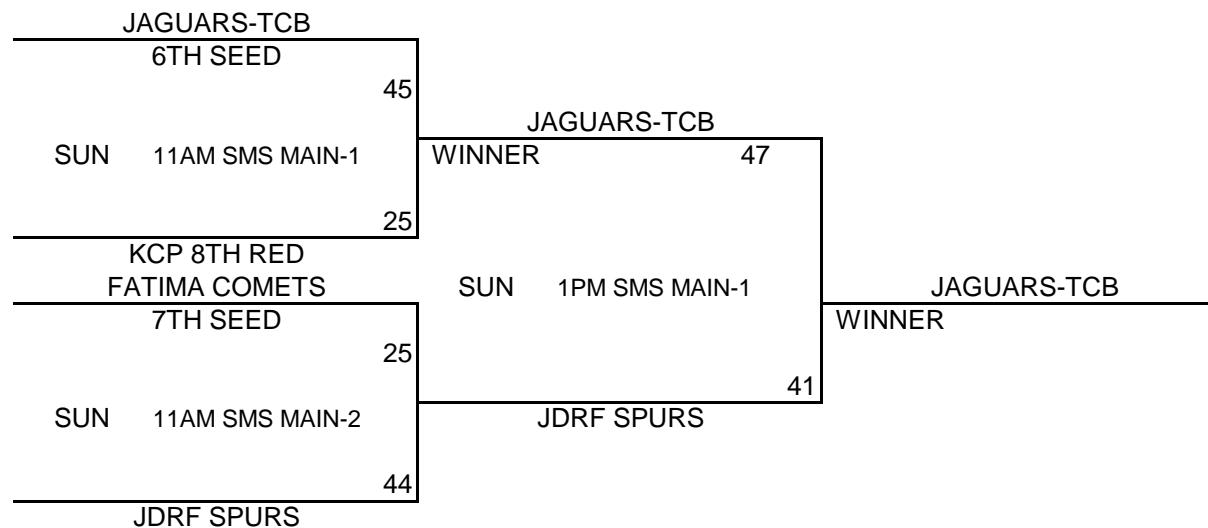 JAGUARS-TCB
6TH SEED
45
JAGUARS-TCB
SUN 11AM SMS MAIN-1
WINNER 47
25
KCP 8TH RED
FATIMA COMETS
SUN 1PM SMS MAIN-1
JAGUARS-TCB
7TH SEED
WINNER
25
41
SUN 11AM SMS MAIN-2
JDRF SPURS
44
JDRF SPURS